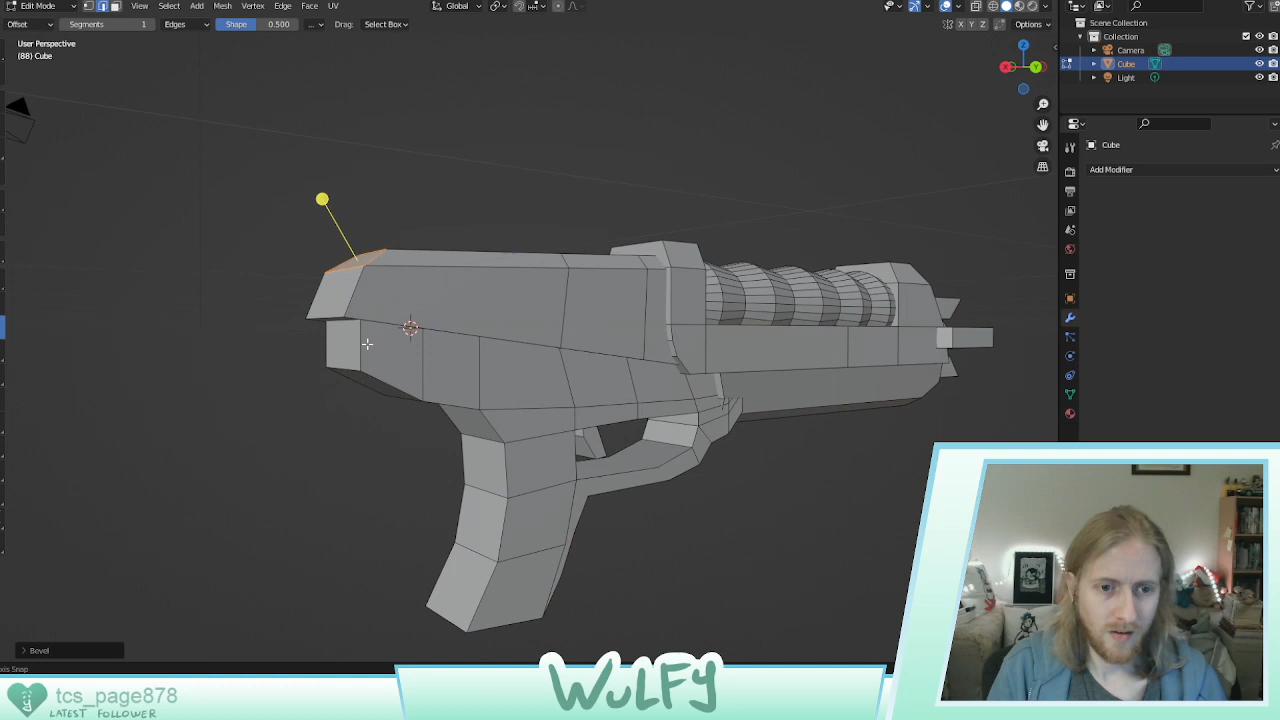 Edit Mode View Select Add Mesh Vertex Edge Face UV Global
Offset Segments 1 Edges Shape 0.500 ... Drag: Select Box X Y Z Options
User Perspective
(88) Cube
Z
X
Y
Scene Collection
Collection
Camera
Cube
Light
Cube
Add Modifier
Bevel
axis Snap
tcs_page878
LATEST FOLLOWER
WULFY